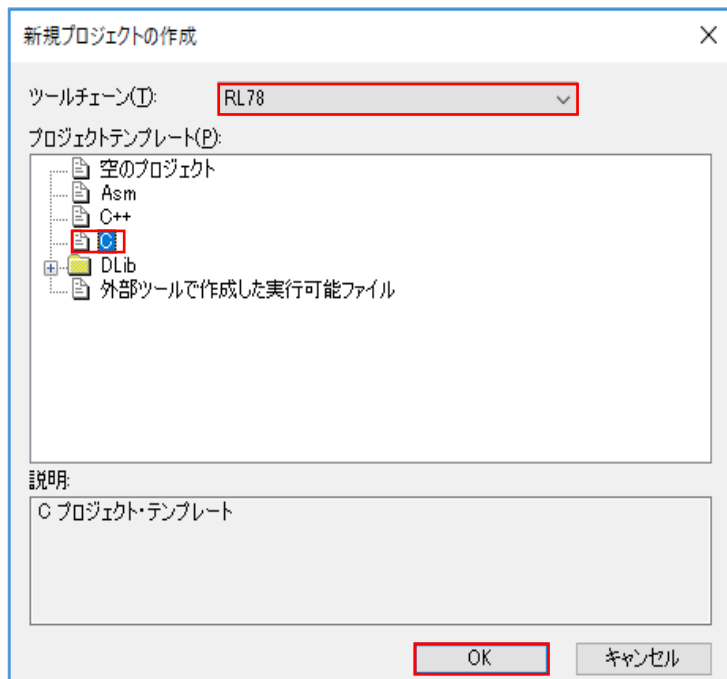 新規プロジェクトの作成
ツールチェーン(T): RL78
プロジェクトテンプレート(P):
空のプロジェクト
Asm
C++
C
DLib
外部ツールで作成した実行可能ファイル
説明:
C プロジェクト・テンプレート
OK キャンセル